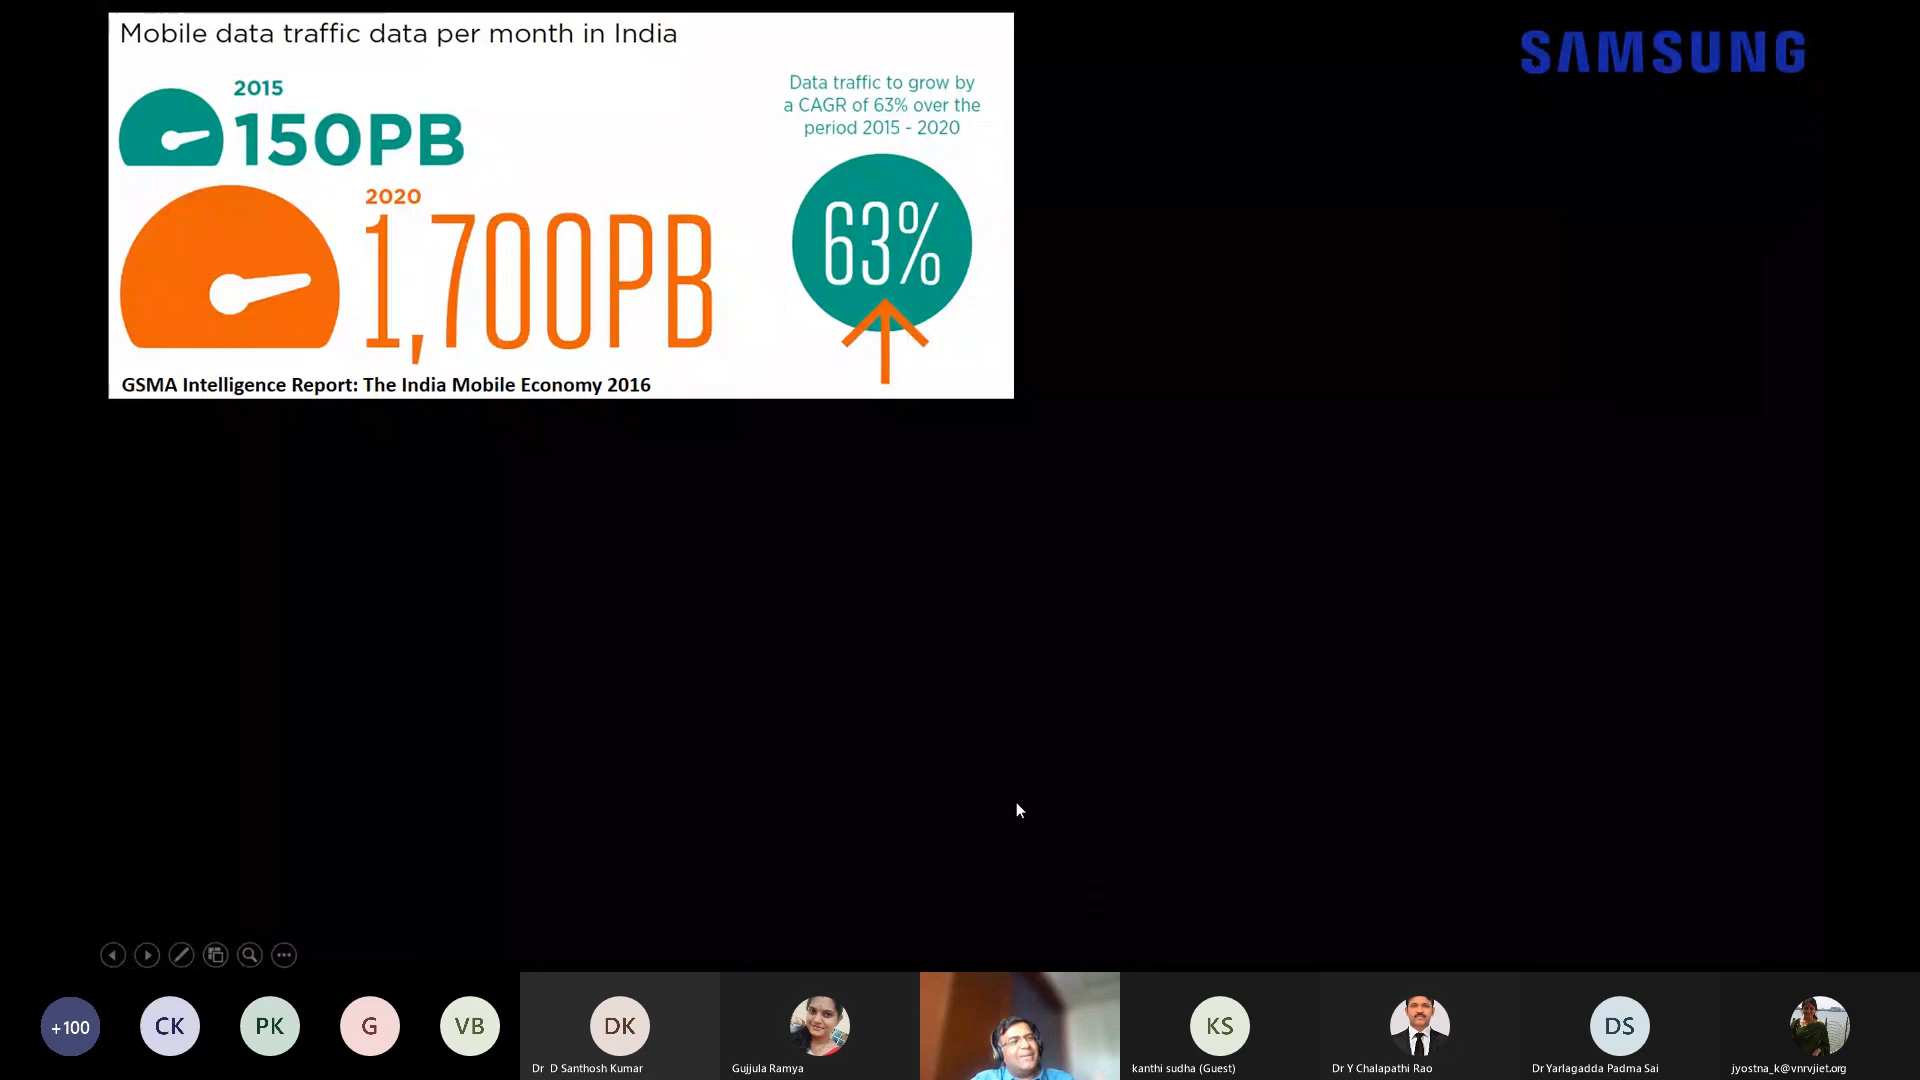 Mobile data traffic data per month in India
SAMSUNG
2015
150PB
Data traffic to grow by
a CAGR of 63% over the
period 2015 - 2020
2020
1,700PB
63%
GSMA Intelligence Report: The India Mobile Economy 2016
+100
CK
PK
G
VB
DK
KS
DS
Dr D Santhosh Kumar
Gujjula Ramya
kanthi sudha (Guest)
Dr Y Chalapathi Rao
Dr Yarlagadda Padma Sai
jyostna_k@vnrvjiet.org